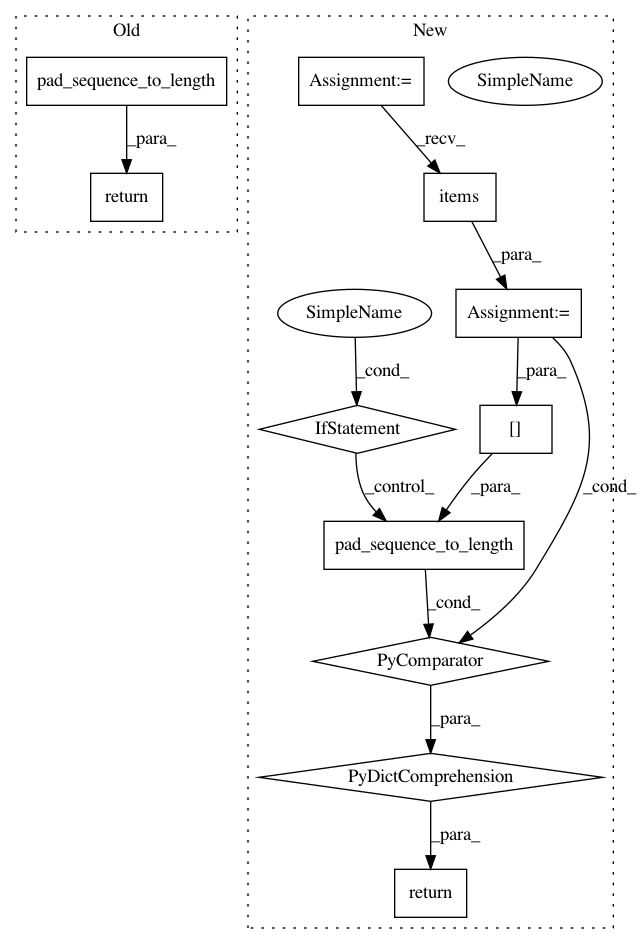 Old
New
pad_sequence_to_length
Assignment:=
SimpleName
_para_
_recv_
return
items
_para_
SimpleName
Assignment:=
_cond_
_para_
IfStatement
[]
_control_
_para_
_cond_
pad_sequence_to_length
_cond_
PyComparator
_para_
PyDictComprehension
_para_
return